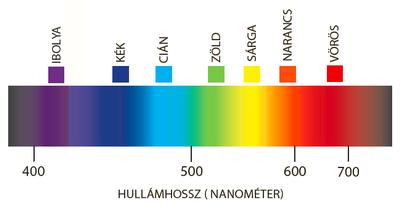 IBOLYA
KÉK
CIÁN
ZÖLD
SÁRGA
NARANCS
VÖRÖS
400 500 600 700
HULLÁMHOSSZ ( NANOMÉTER)